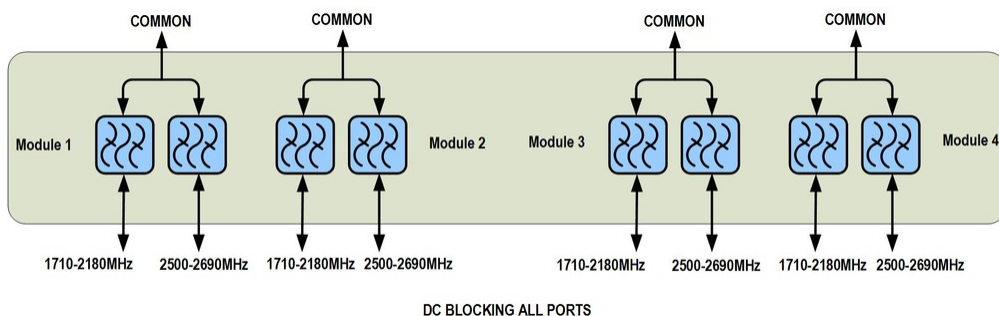 COMMON COMMON COMMON COMMON
Module 1 Module 2 Module 3 Module 4
1710-2180MHz 2500-2690MHz 1710-2180MHz 2500-2690MHz 1710-2180MHz 2500-2690MHz 1710-2180MHz 2500-2690MHz
DC BLOCKING ALL PORTS